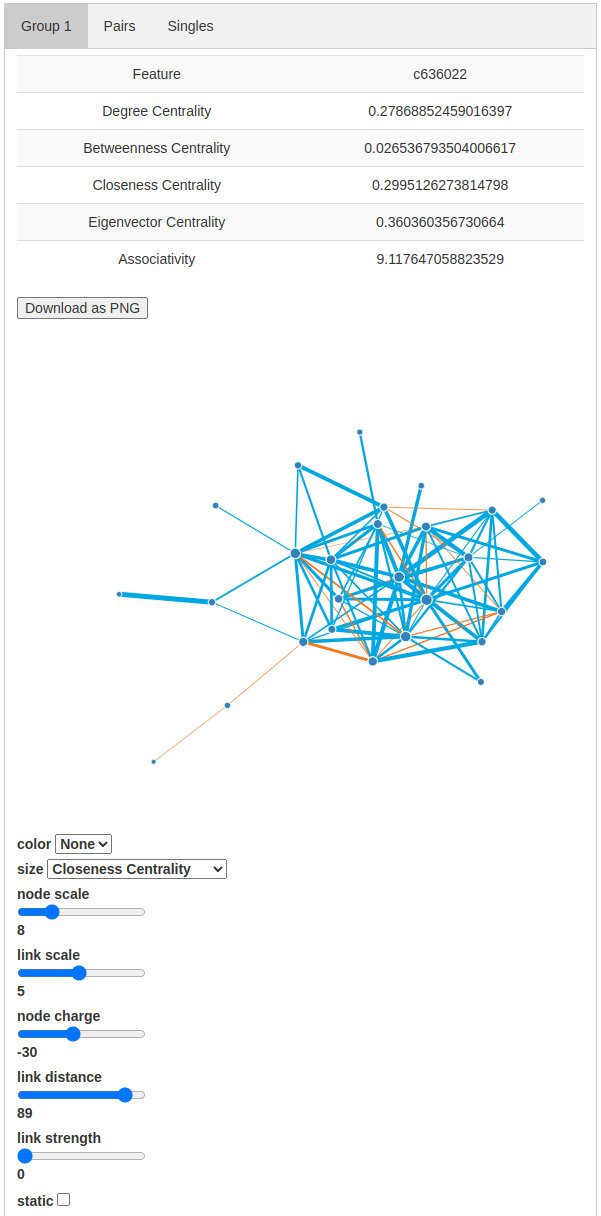 Group 1 Pairs Singles
Feature c636022
Degree Centrality 0.27868852459016397
Betweenness Centrality 0.026536793504006617
Closeness Centrality 0.2995126273814798
Eigenvector Centrality 0.360360356730664
Associativity 9.117647058823529
Download as PNG
color None
size Closeness Centrality
node scale
8
link scale
5
node charge
-30
link distance
89
link strength
0
static